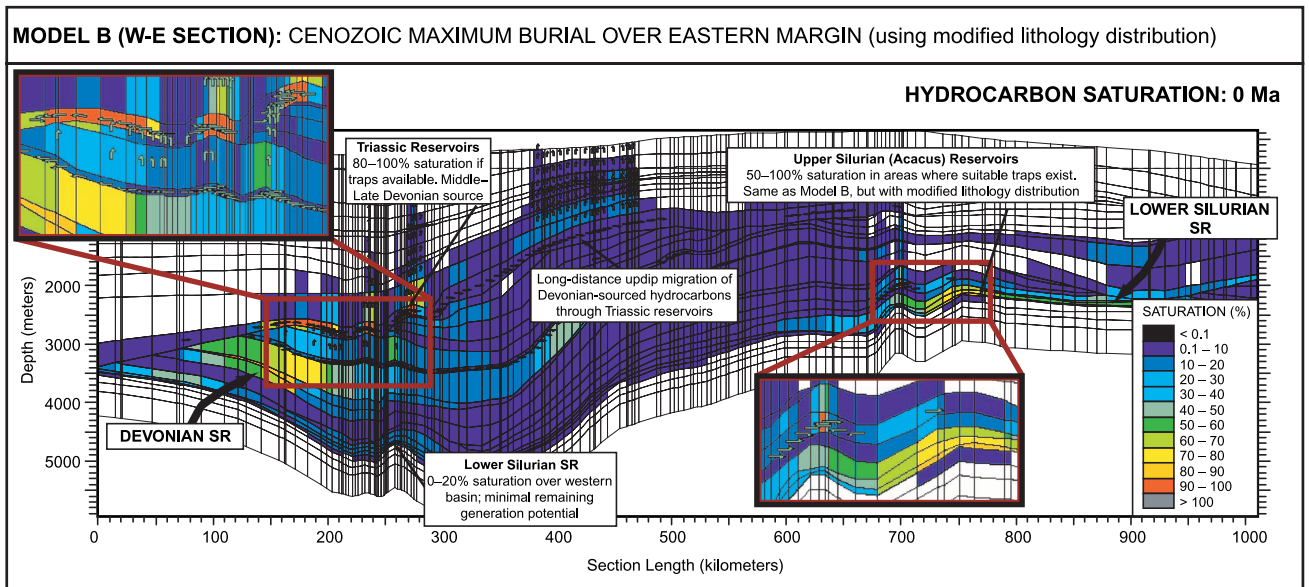 MODEL B (W-E SECTION): CENOZOIC MAXIMUM BURIAL OVER EASTERN MARGIN (using modified lithology distribution)
HYDROCARBON SATURATION: 0 Ma
Triassic Reservoirs
80–100% saturation if
traps available. Middle–
Late Devonian source
Upper Silurian (Acacus) Reservoirs
50–100% saturation in areas where suitable traps exist.
Same as Model B, but with modified lithology distribution
LOWER SILURIAN
SR
Long-distance updip migration of
Devonian-sourced hydrocarbons
through Triassic reservoirs
DEVONIAN SR
Lower Silurian SR
0–20% saturation over western
basin; minimal remaining
generation potential
SATURATION (%)
< 0.1
0.1 – 10
10 – 20
20 – 30
30 – 40
40 – 50
50 – 60
60 – 70
70 – 80
80 – 90
90 – 100
> 100
Depth (meters)
2000
3000
4000
5000
0 100 200 300 400 500 600 700 800 900 1000
Section Length (kilometers)